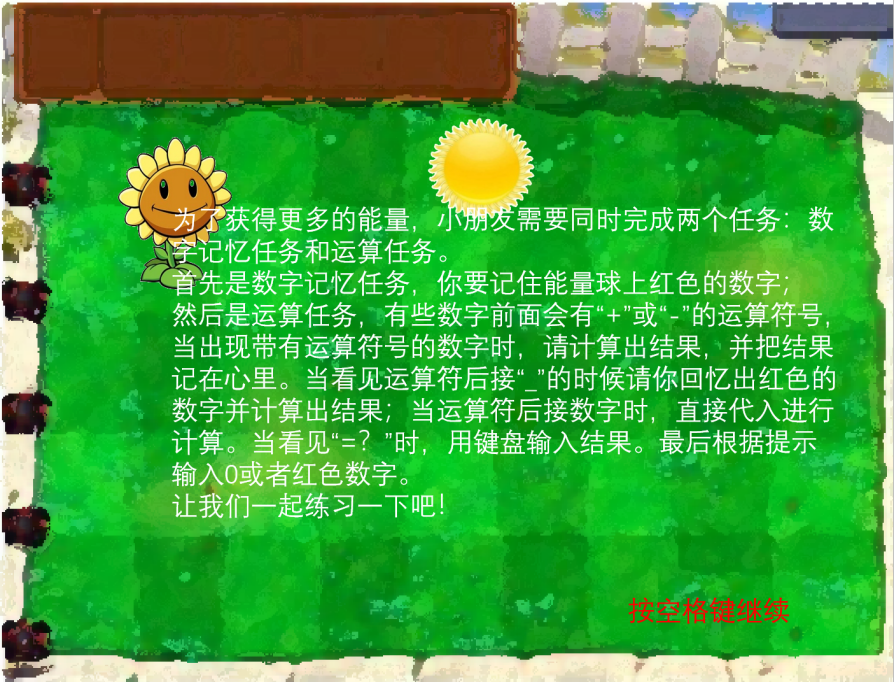 为了获得更多的能量，小朋友需要同时完成两个任务：数
字记忆任务和运算任务。
首先是数字记忆任务，你要记住能量球上红色的数字；
然后是运算任务，有些数字前面会有“+”或“-”的运算符号，
当出现带有运算符号的数字时，请计算出结果，并把结果
记在心里。当看见运算符后接“_”的时候请你回忆出红色的
数字并计算出结果；当运算符后接数字时，直接代入进行
计算。当看见“=？”时，用键盘输入结果。最后根据提示
输入0或者红色数字。
让我们一起练习一下吧！
按空格键继续